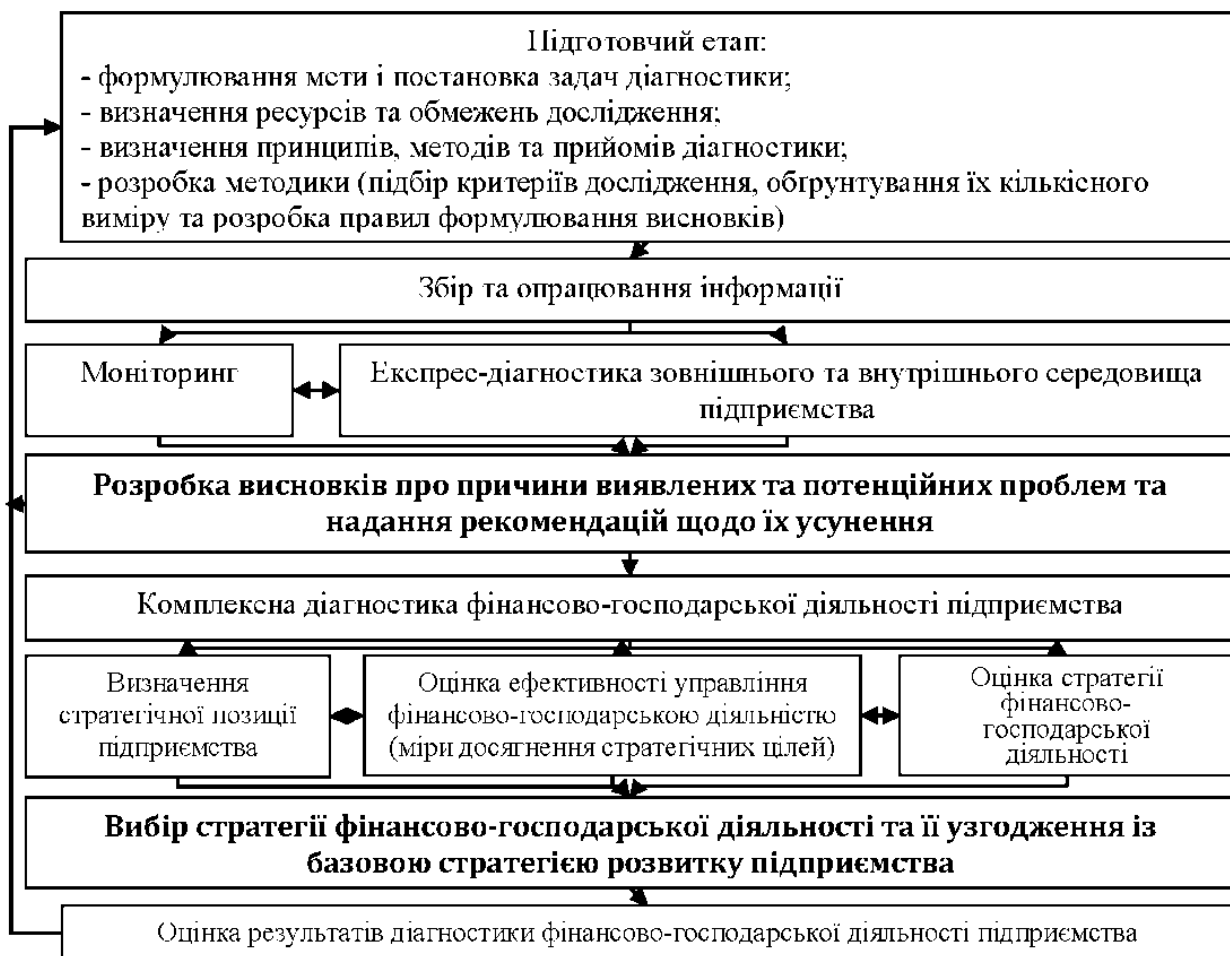 Підготовчий етап:
- формулювання мети і постановка задач діагностики;
- визначення ресурсів та обмежень дослідження;
- визначення принципів, методів та прийомів діагностики;
- розробка методики (підбір критеріїв дослідження, обґрунтування їх кількісного
виміру та розробка правил формулювання висновків)
Збір та опрацювання інформації
Моніторинг
Експрес-діагностика зовнішнього та внутрішнього середовища
підприємства
Розробка висновків про причини виявлених та потенційних проблем та
надання рекомендацій щодо їх усунення
Комплексна діагностика фінансово-господарської діяльності підприємства
Визначення
стратегічної позиції
підприємства
Оцінка ефективності управління
фінансово-господарською діяльністю
(міри досягнення стратегічних цілей)
Оцінка стратегії
фінансово-
господарської
діяльності
Вибір стратегії фінансово-господарської діяльності та її узгодження із
базовою стратегією розвитку підприємства
Оцінка результатів діагностики фінансово-господарської діяльності підприємства